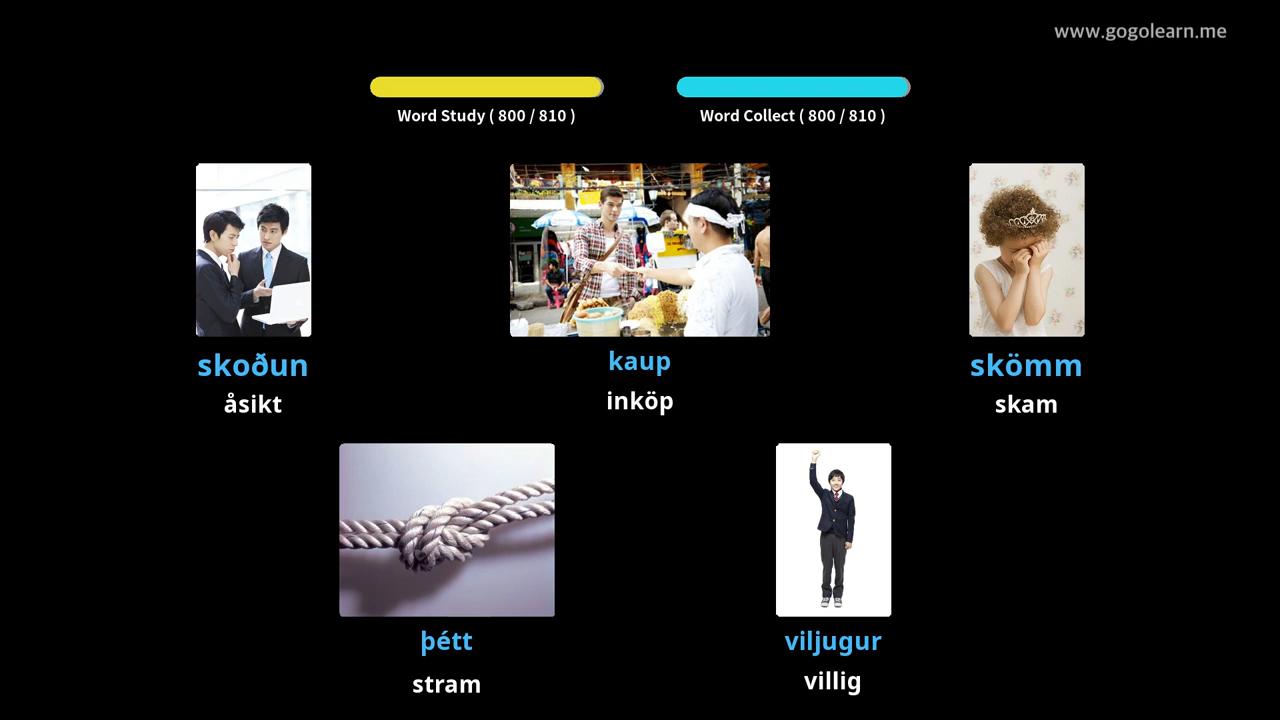 www.gogolearn.me
Word Study ( 800 / 810 )
Word Collect ( 800 / 810 )
skoðun
åsikt
kaup
inköp
skömm
skam
þétt
stram
viljugur
villig